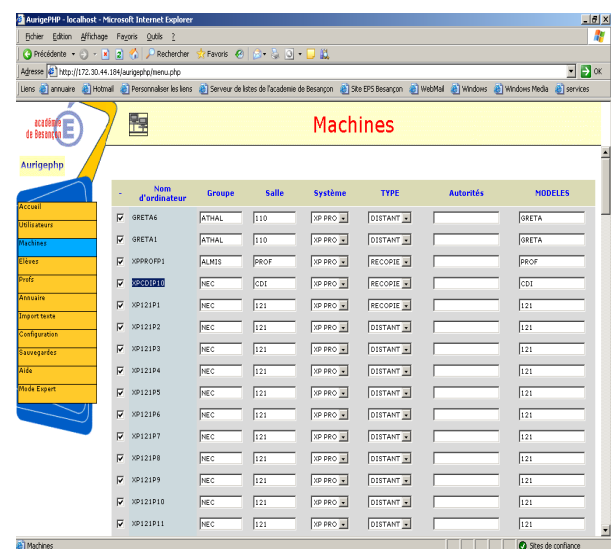 AurigePHP - localhost - Microsoft Internet Explorer
Fichier Edition Affichage Favoris Outils ?
Précédente Rechercher Favoris
Adresse http://172.30.44.184/aurigephp/menu.php OK
Liens annuaire Hotmail Personnaliser les liens Serveur de listes de l'academie de Besançon Site EPS Besançon WebMail Windows Windows Media services
académie de Besançon
Machines
Aurigephp
Accueil
Utilisateurs
Machines
Elèves
Profs
Annuaire
Import texte
Configuration
Sauvegardes
Aide
Mode Expert
- Nom d'ordinateur Groupe Salle Système TYPE Autorités MODELES
GRETA6 ATHAL 110 XP PRO DISTANT GRETA
GRETA1 ATHAL 110 XP PRO DISTANT GRETA
XPPROFP1 ALMIS PROF XP PRO RECOPIE PROF
XPCDIP10 NEC CDI XP PRO RECOPIE CDI
XP121P1 NEC 121 XP PRO RECOPIE 121
XP121P2 NEC 121 XP PRO DISTANT 121
XP121P3 NEC 121 XP PRO DISTANT 121
XP121P4 NEC 121 XP PRO DISTANT 121
XP121P5 NEC 121 XP PRO DISTANT 121
XP121P6 NEC 121 XP PRO DISTANT 121
XP121P7 NEC 121 XP PRO DISTANT 121
XP121P8 NEC 121 XP PRO DISTANT 121
XP121P9 NEC 121 XP PRO DISTANT 121
XP121P10 NEC 121 XP PRO DISTANT 121
XP121P11 NEC 121 XP PRO DISTANT 121
Machines Sites de confiance